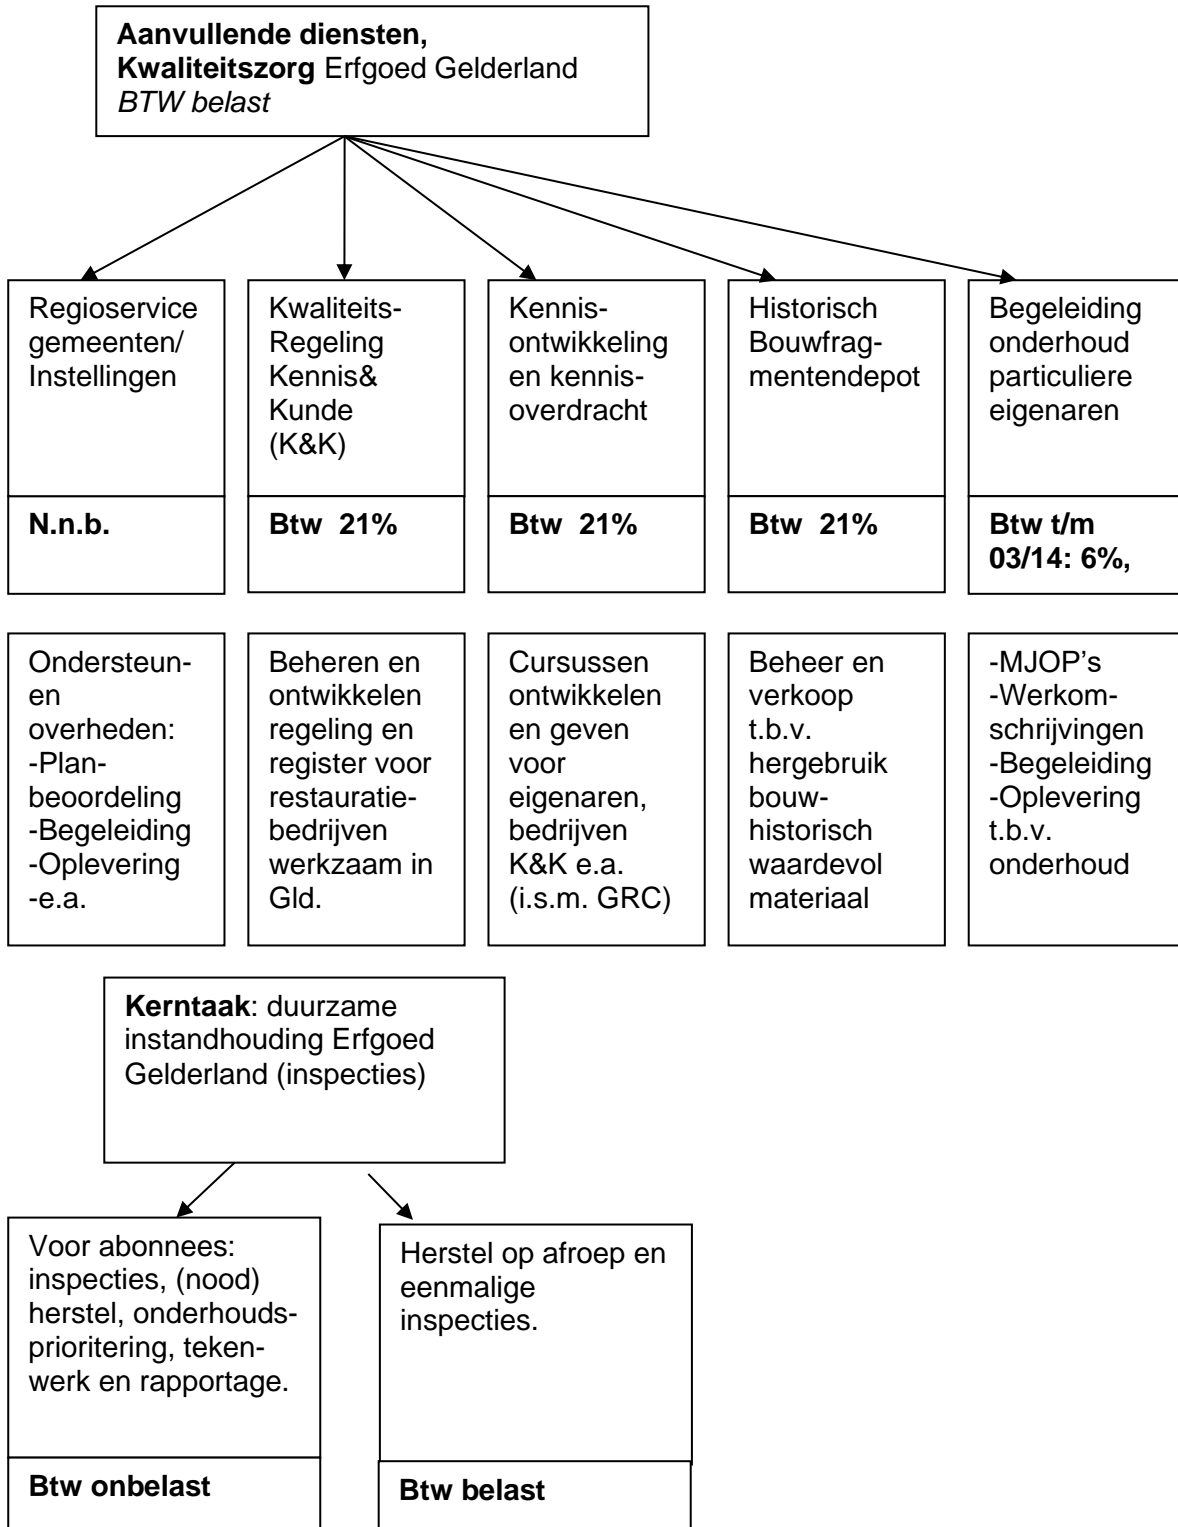 Aanvullende diensten,
Kwaliteitszorg Erfgoed Gelderland
BTW belast
Regioservice
gemeenten/
Instellingen
N.n.b.
Kwaliteits-
Regeling
Kennis&
Kunde
(K&K)
Btw 21%
Kennis-
ontwikkeling
en kennis-
overdracht
Btw 21%
Historisch
Bouwfrag-
mentendepot
Btw 21%
Begeleiding
onderhoud
particuliere
eigenaren
Btw t/m
03/14: 6%,
Ondersteun-
en
overheden:
-Plan-
beoordeling
-Begeleiding
-Oplevering
-e.a.
Beheren en
ontwikkelen
regeling en
register voor
restauratie-
bedrijven
werkzaam in
Gld.
Cursussen
ontwikkelen
en geven
voor
eigenaren,
bedrijven
K&K e.a.
(i.s.m. GRC)
Beheer en
verkoop
t.b.v.
hergebruik
bouw-
historisch
waardevol
materiaal
-MJOP’s
-Werkom-
schrijvingen
-Begeleiding
-Oplevering
t.b.v.
onderhoud
Kerntaak: duurzame
instandhouding Erfgoed
Gelderland (inspecties)
Voor abonnees:
inspecties, (nood)
herstel, onderhouds-
prioritering, teken-
werk en rapportage.
Btw onbelast
Herstel op afroep en
eenmalige
inspecties.
Btw belast